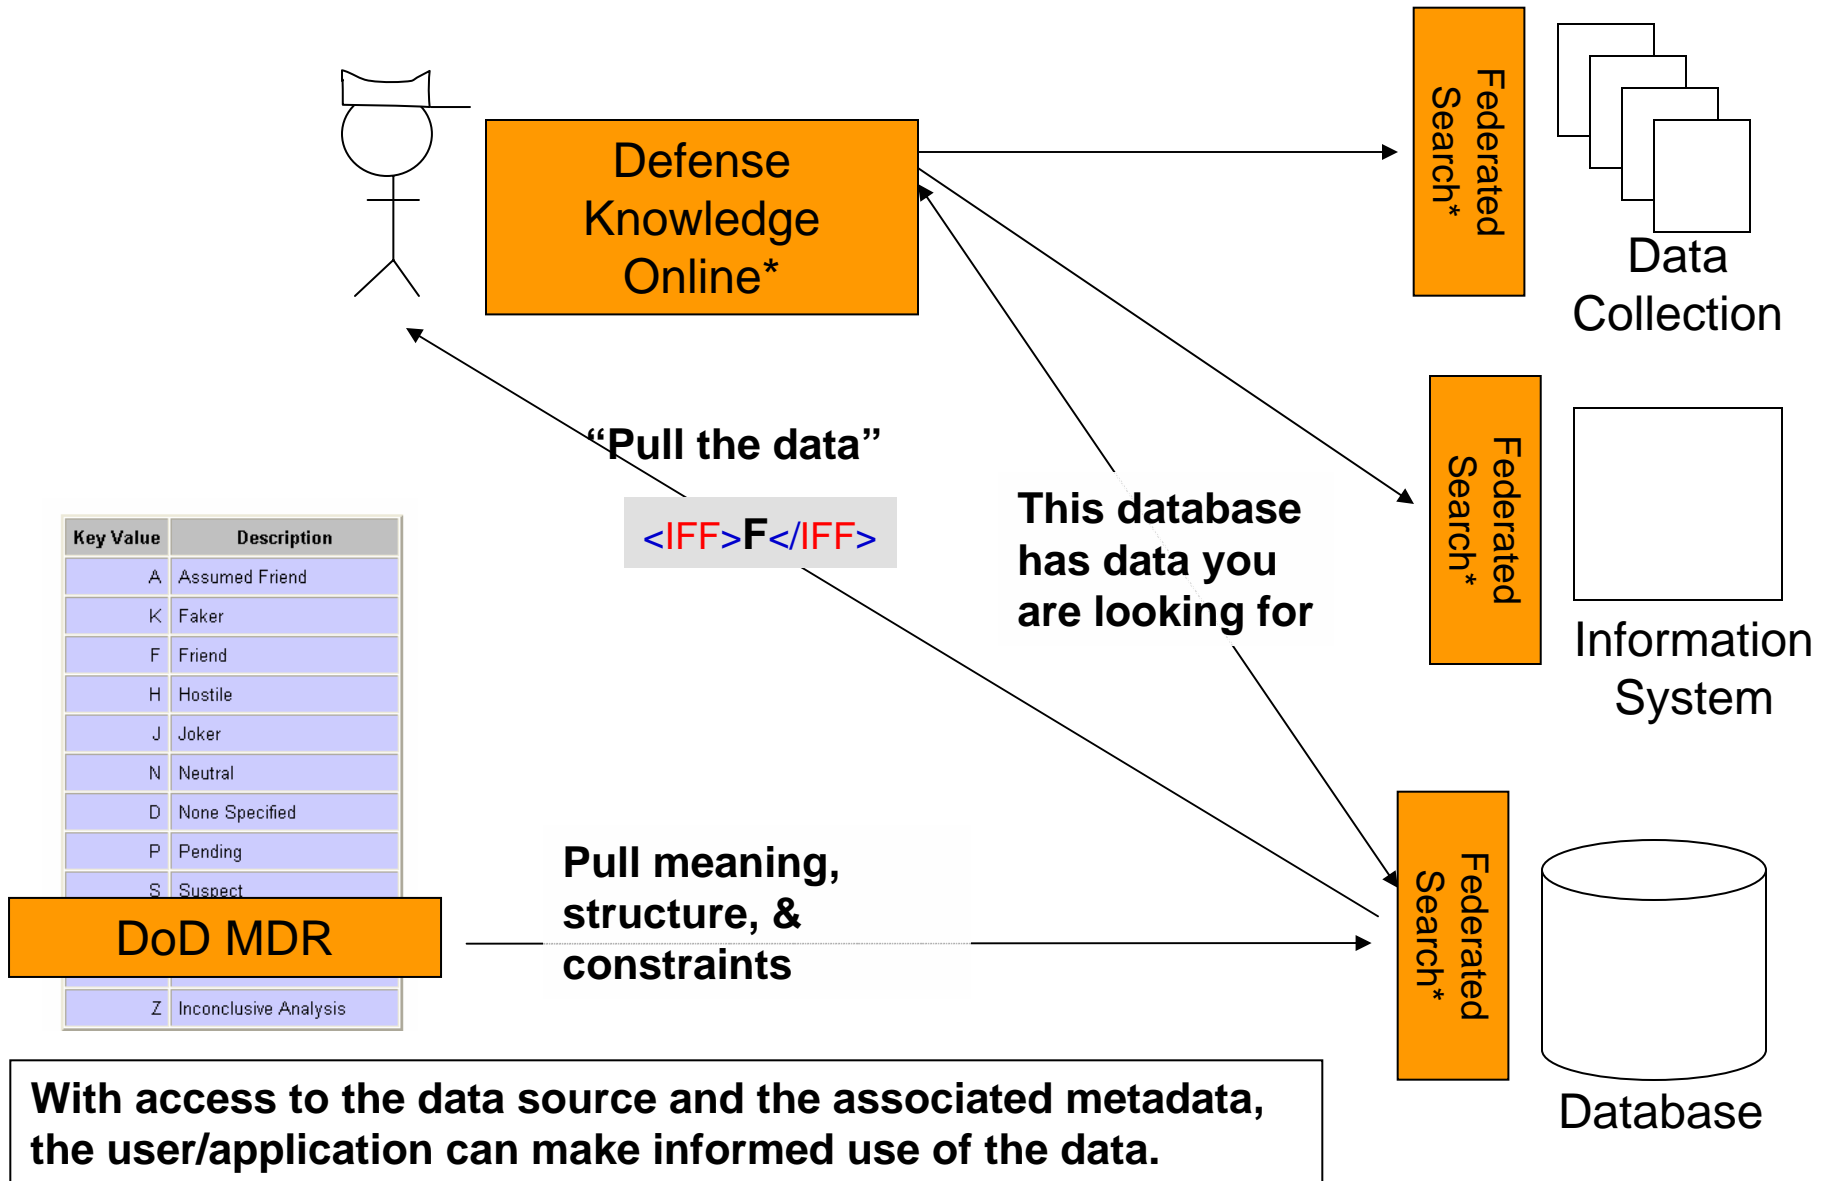 Defense
Knowledge
Online*
Federated
Search*
Data
Collection
Federated
Search*
Information
System
"Pull the data"
<IFF>F</IFF>
This database
has data you
are looking for
Key Value Description
A Assumed Friend
K Faker
F Friend
H Hostile
J Joker
N Neutral
D None Specified
P Pending
S Suspect
DoD MDR
Z Inconclusive Analysis
Pull meaning,
structure, &
constraints
Federated
Search*
Database
With access to the data source and the associated metadata,
the user/application can make informed use of the data.